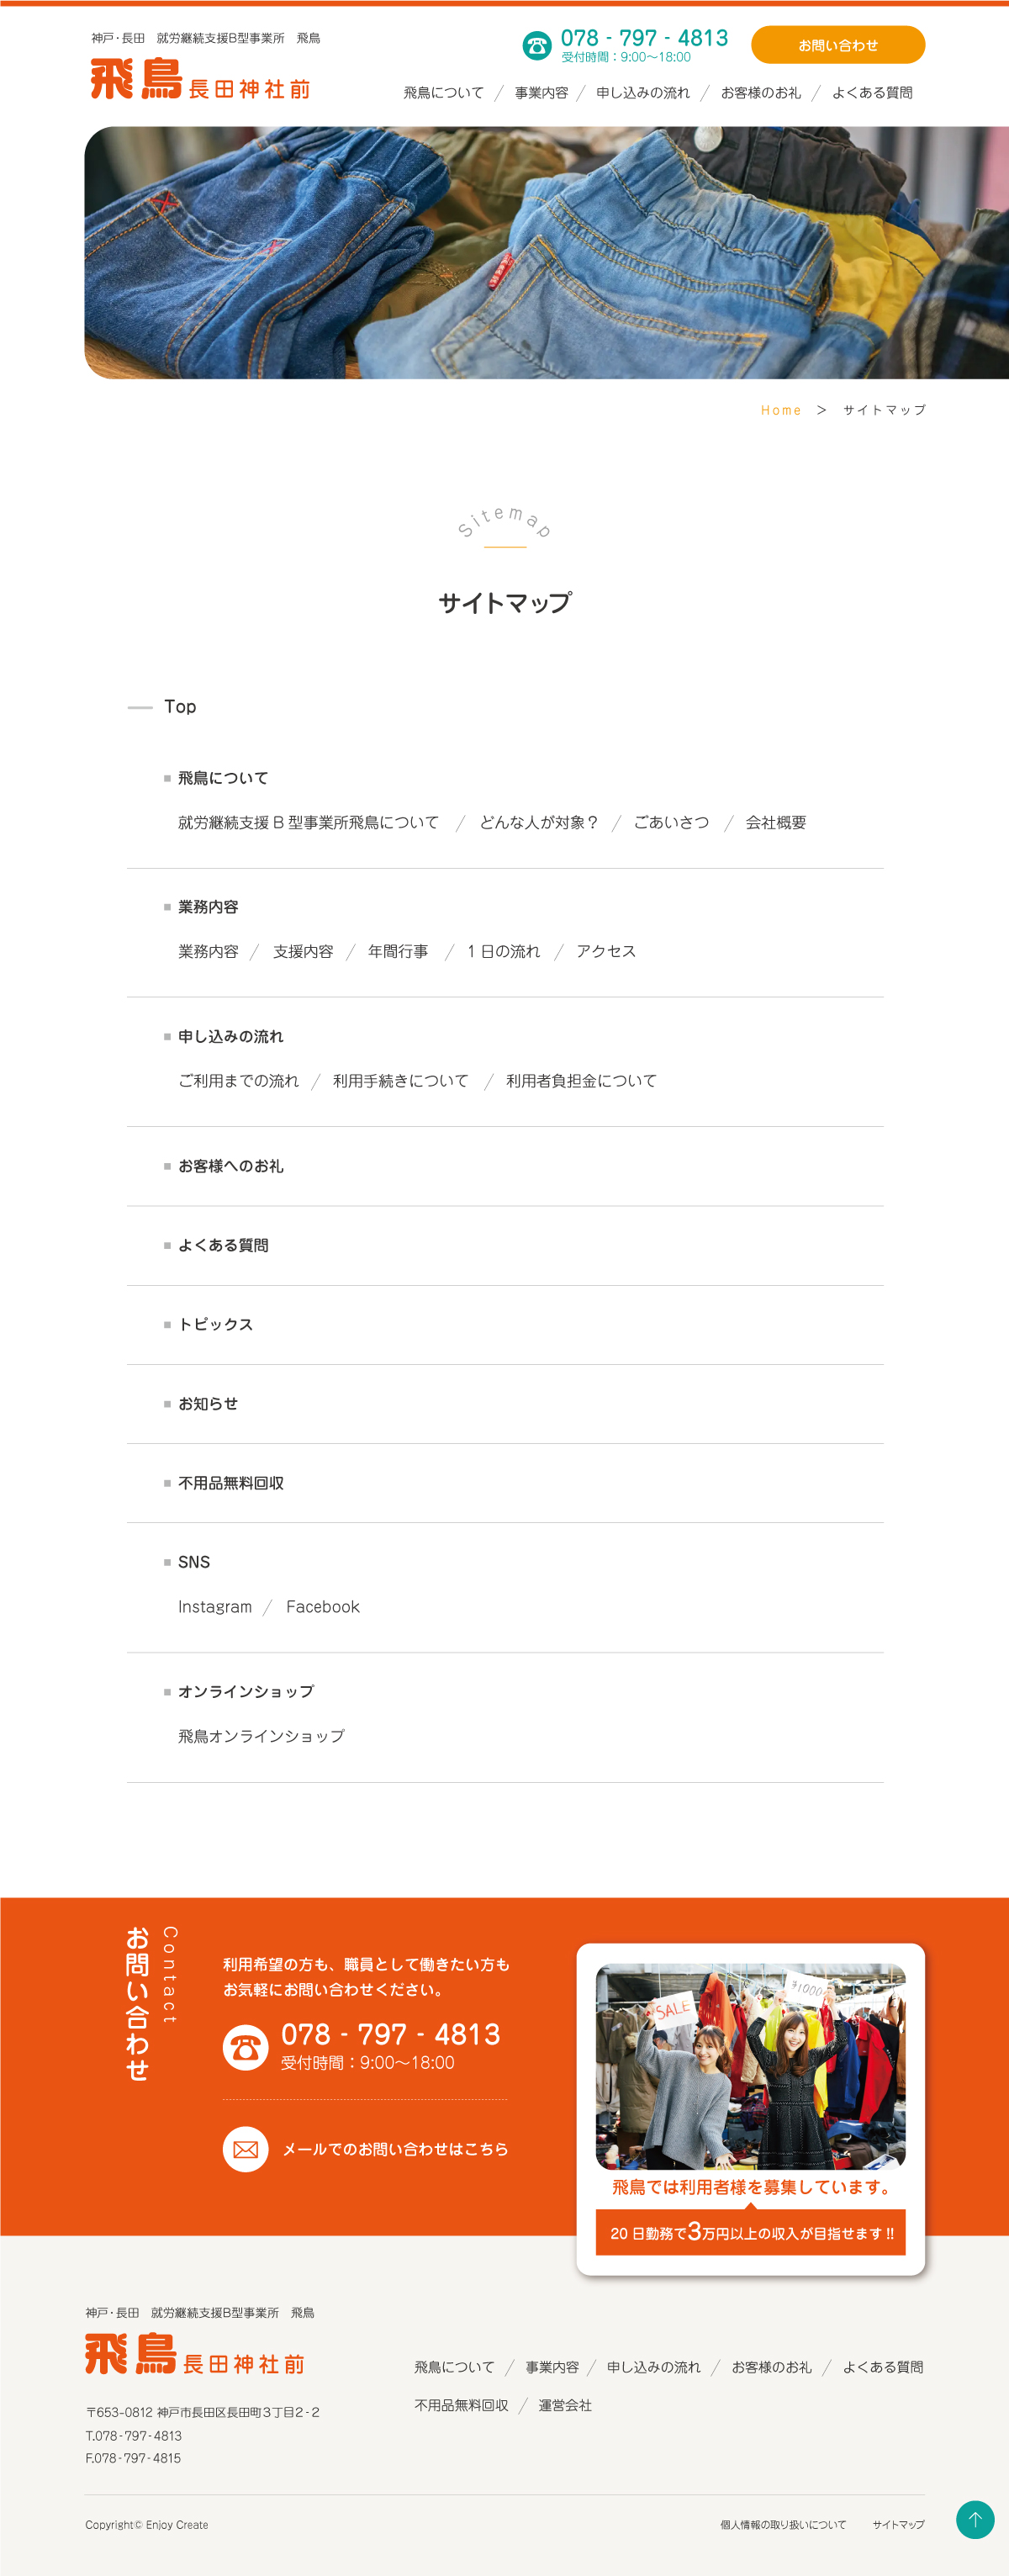 神戸・長田　就労継続支援B型事業所　飛鳥
飛鳥 長田神社前
078 - 797 - 4813
受付時間：9:00〜18:00
お問い合わせ
飛鳥について ／ 事業内容 ／ 申し込みの流れ ／ お客様のお礼 ／ よくある質問
Home ＞ サイトマップ
Sitemap
サイトマップ
Top
飛鳥について
就労継続支援 B 型事業所飛鳥について ／ どんな人が対象？ ／ ごあいさつ ／ 会社概要
業務内容
業務内容 ／ 支援内容 ／ 年間行事 ／ 1 日の流れ ／ アクセス
申し込みの流れ
ご利用までの流れ ／ 利用手続きについて ／ 利用者負担金について
お客様へのお礼
よくある質問
トピックス
お知らせ
不用品無料回収
SNS
Instagram ／ Facebook
オンラインショップ
飛鳥オンラインショップ
お問い合わせ
Contact
利用希望の方も、職員として働きたい方も
お気軽にお問い合わせください。
078 - 797 - 4813
受付時間：9:00〜18:00
メールでのお問い合わせはこちら
SALE
¥1000
飛鳥では利用者様を募集しています。
20 日勤務で3万円以上の収入が目指せます!!
神戸・長田　就労継続支援B型事業所　飛鳥
飛鳥 長田神社前
〒653-0812 神戸市長田区長田町３丁目２-２
T.078-797-4813
F.078-797-4815
飛鳥について ／ 事業内容 ／ 申し込みの流れ ／ お客様のお礼 ／ よくある質問
不用品無料回収 ／ 運営会社
Copyright© Enjoy Create
個人情報の取り扱いについて　サイトマップ